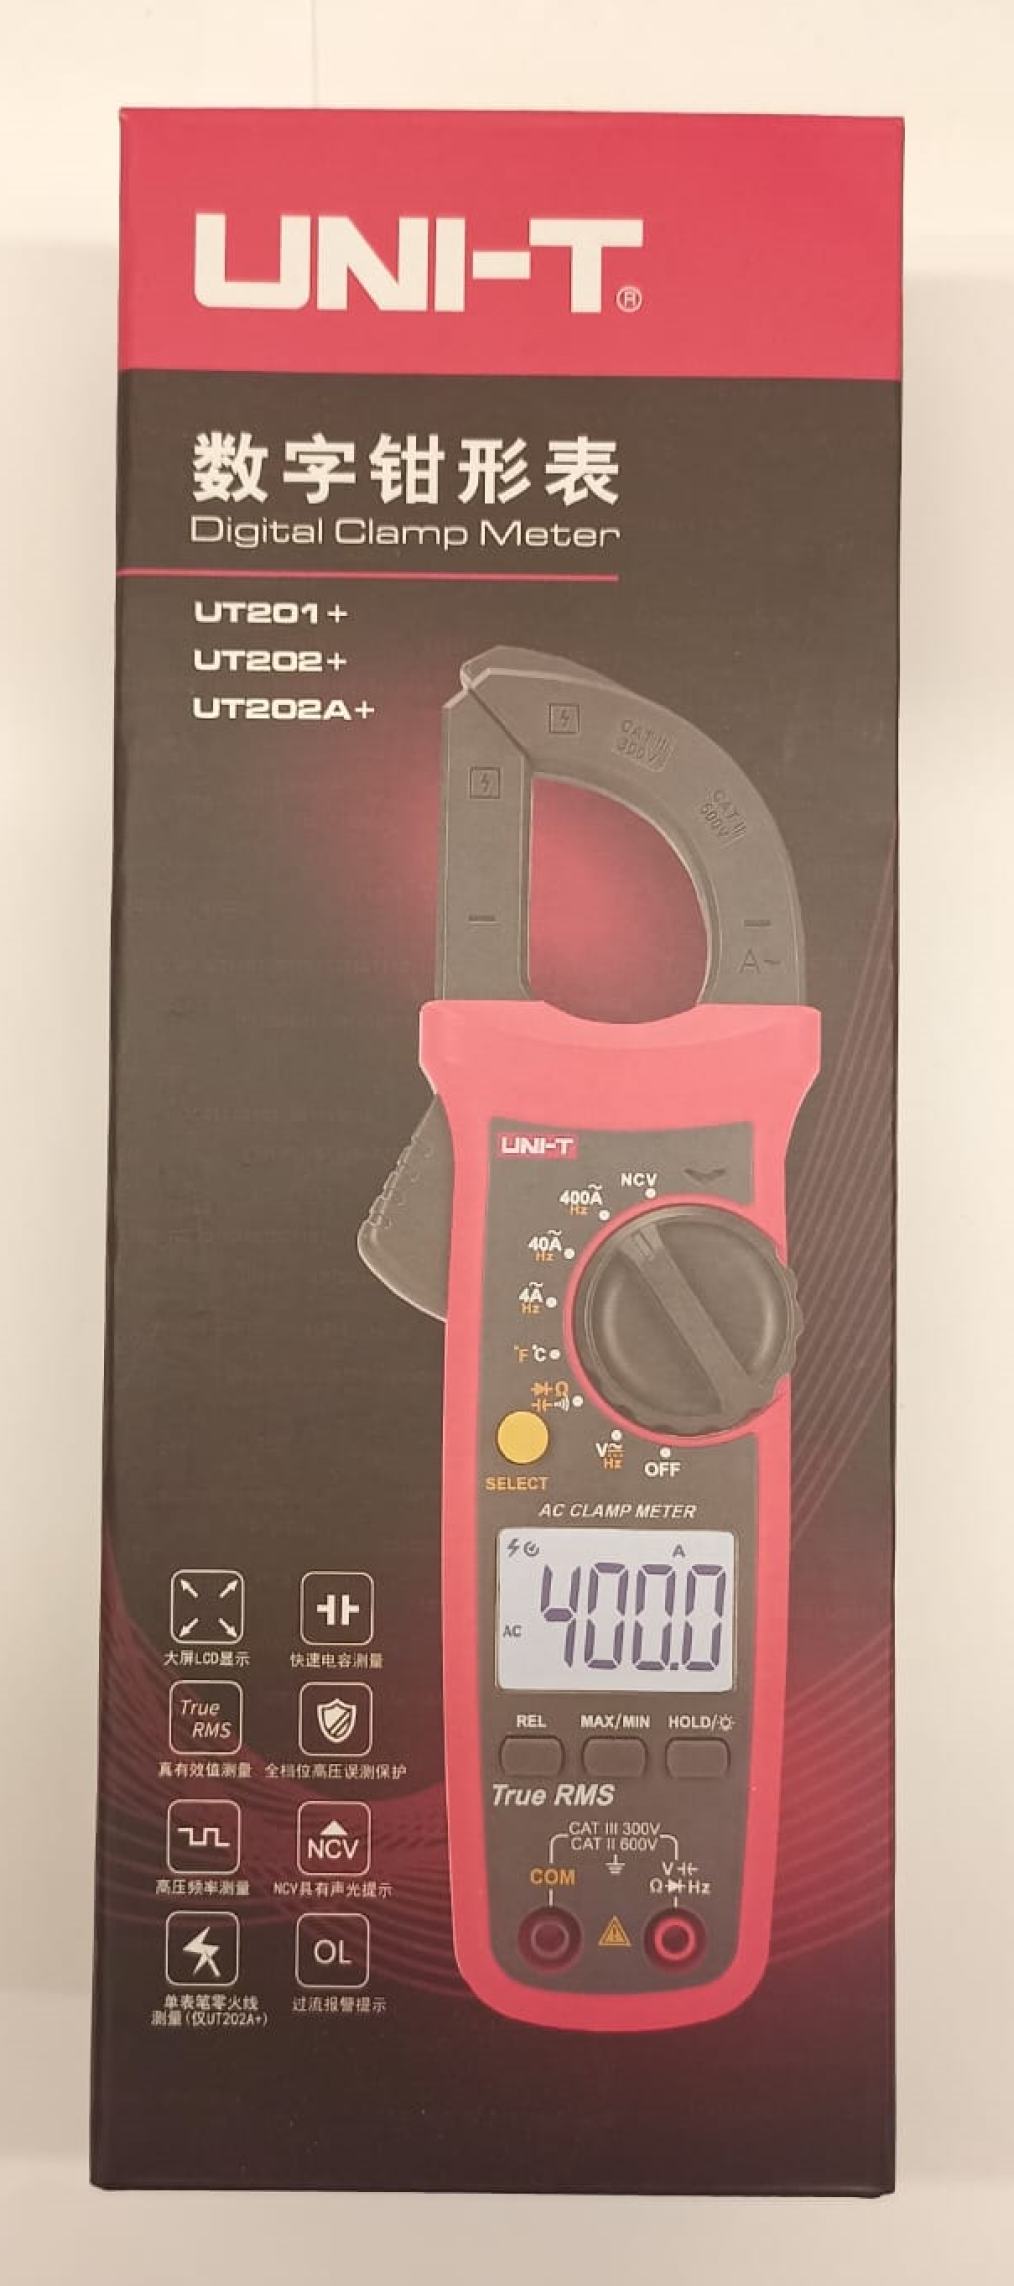 UNI-T®
数字钳形表
Digital Clamp Meter
UT201+
UT202+
UT202A+
CAT III
300V
CAT II
600V
A~
UNI-T
NCV
400A~
Hz
40A~
Hz
4A~
Hz
°F °C
Ω
V
Hz
OFF
SELECT
AC CLAMP METER
A
AC
400.0
REL MAX/MIN HOLD/
True RMS
CAT III 300V
CAT II 600V
COM
V
Ω Hz
大屏LCD显示
快速电容测量
True
RMS
真有效值测量
全档位高压误测保护
高压频率测量
NCV
NCV具有声光提示
单表笔零火线
测量(仅UT202A+)
OL
过流报警提示